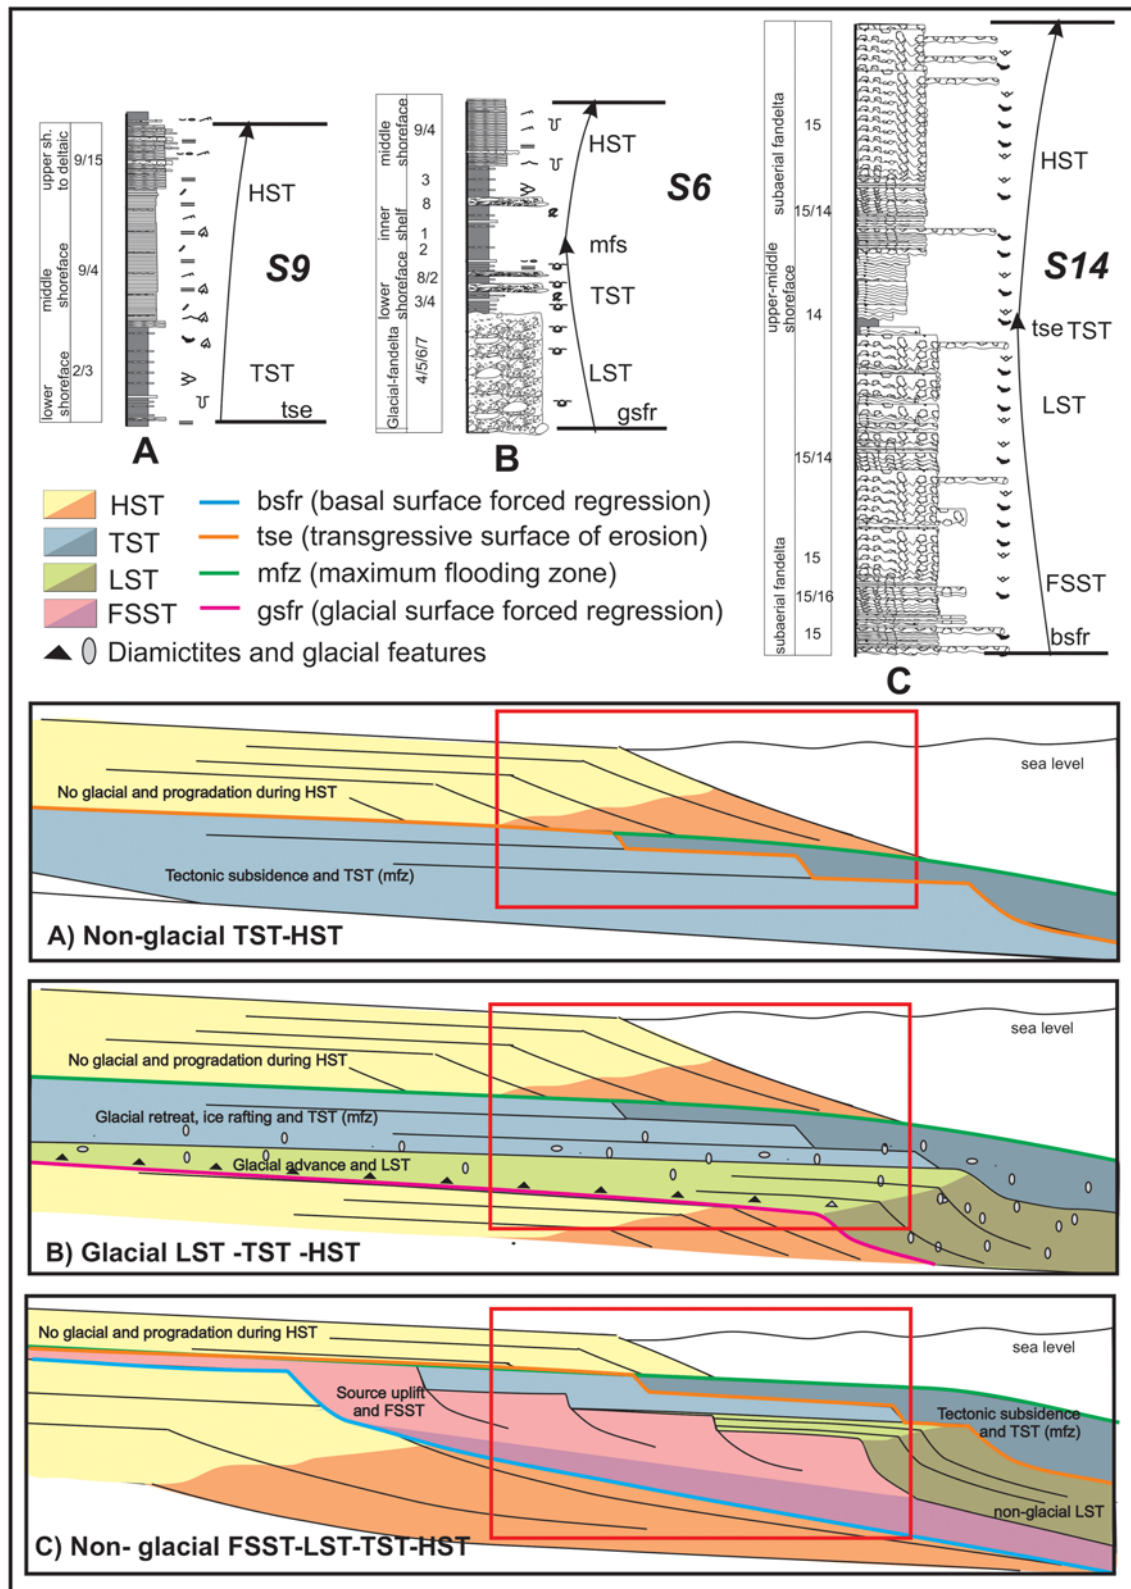 upper sh.
to deltaic
9/15
middle
shoreface
9/4
lower
shoreface
2/3
HST
S9
TST
tse
A
middle
shoreface
9/4
3
8
inner
shelf
1
2
lower
shoreface
8/2
3/4
Glacial-fandelta
4/5/6/7
HST
S6
mfs
TST
LST
gsfr
B
subaerial fandelta
15
15/14
upper-middle
shoreface
14
15/14
15
15/16
subaerial fandelta
15
HST
S14
tse TST
LST
FSST
bsfr
C
HST
TST
LST
FSST
bsfr (basal surface forced regression)
tse (transgressive surface of erosion)
mfz (maximum flooding zone)
gsfr (glacial surface forced regression)
Diamictites and glacial features
sea level
No glacial and progradation during HST
Tectonic subsidence and TST (mfz)
A) Non-glacial TST-HST
sea level
No glacial and progradation during HST
Glacial retreat, ice rafting and TST (mfz)
Glacial advance and LST
B) Glacial LST -TST -HST
No glacial and progradation during HST
sea level
Source uplift
and FSST
Tectonic subsidence
and TST (mfz)
non-glacial LST
C) Non- glacial FSST-LST-TST-HST